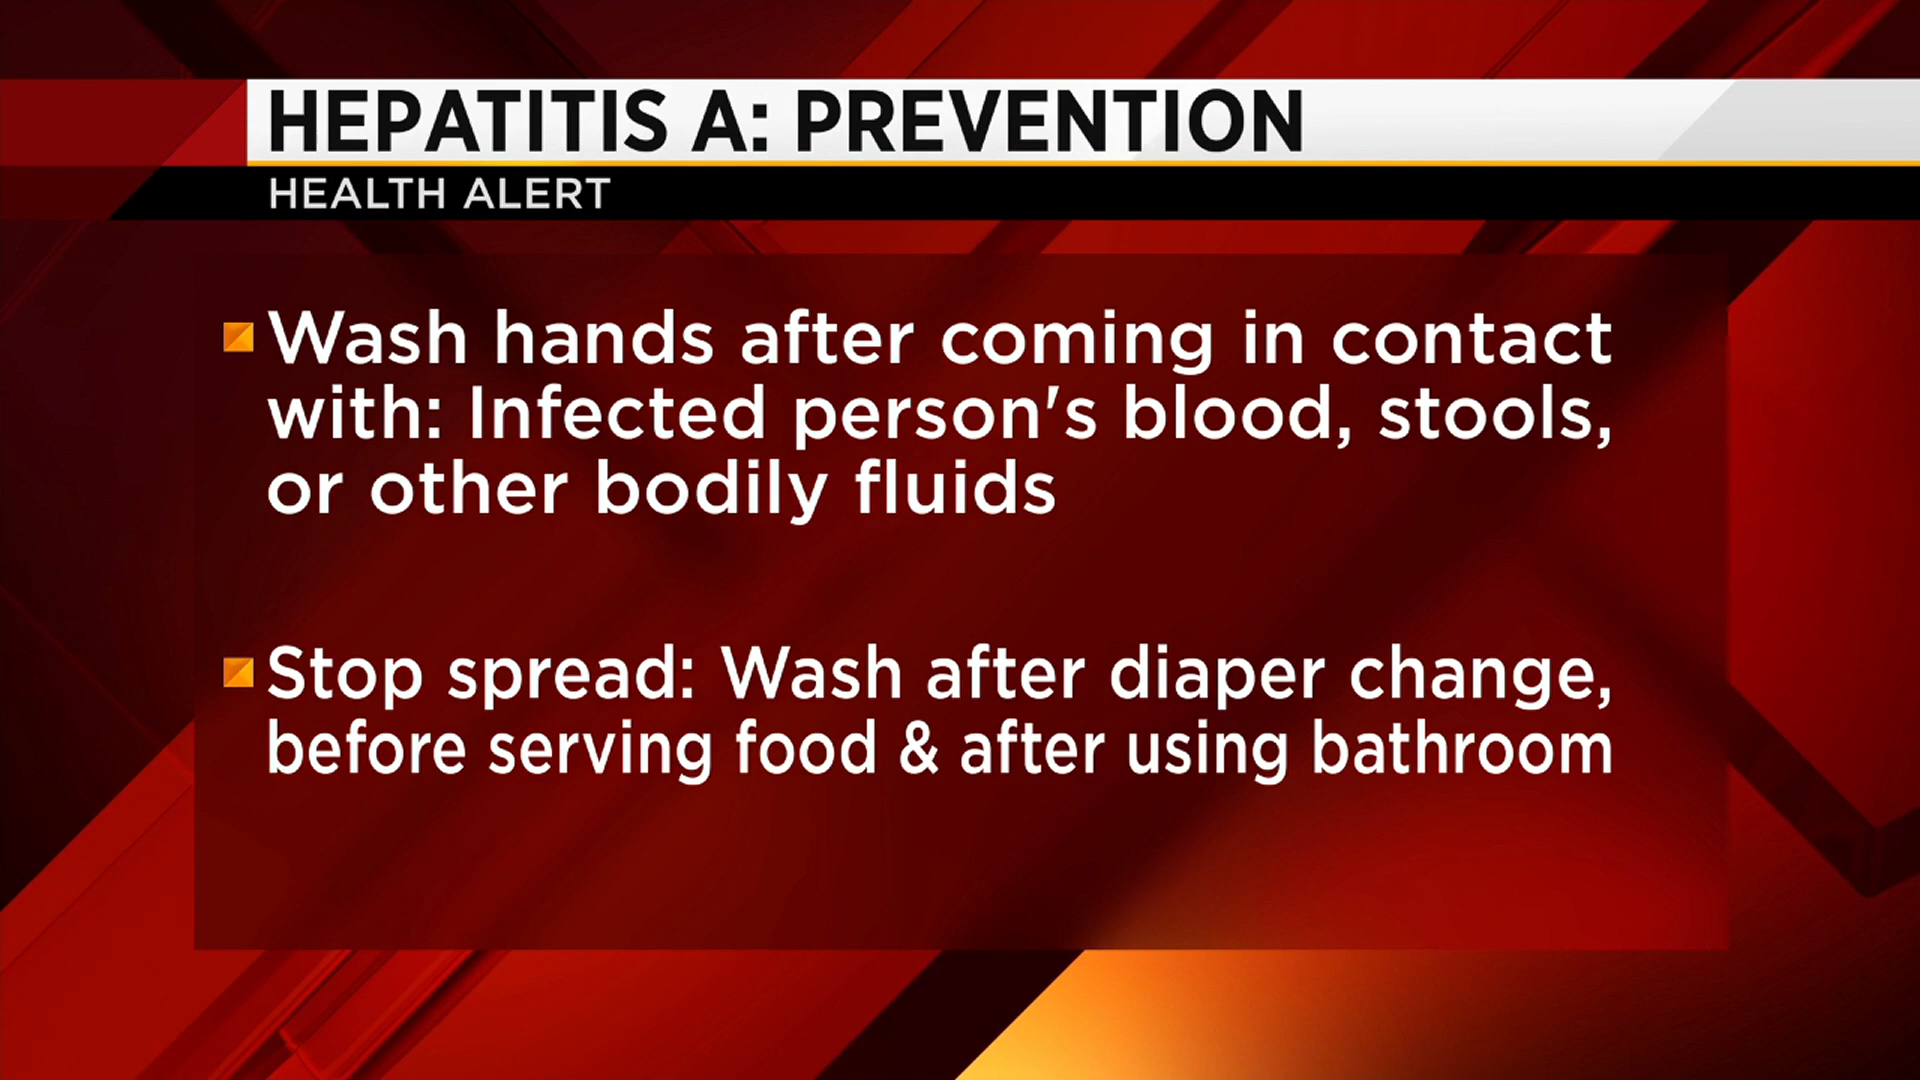 HEPATITIS A: PREVENTION
HEALTH ALERT
Wash hands after coming in contact
with: Infected person's blood, stools,
or other bodily fluids
Stop spread: Wash after diaper change,
before serving food & after using bathroom